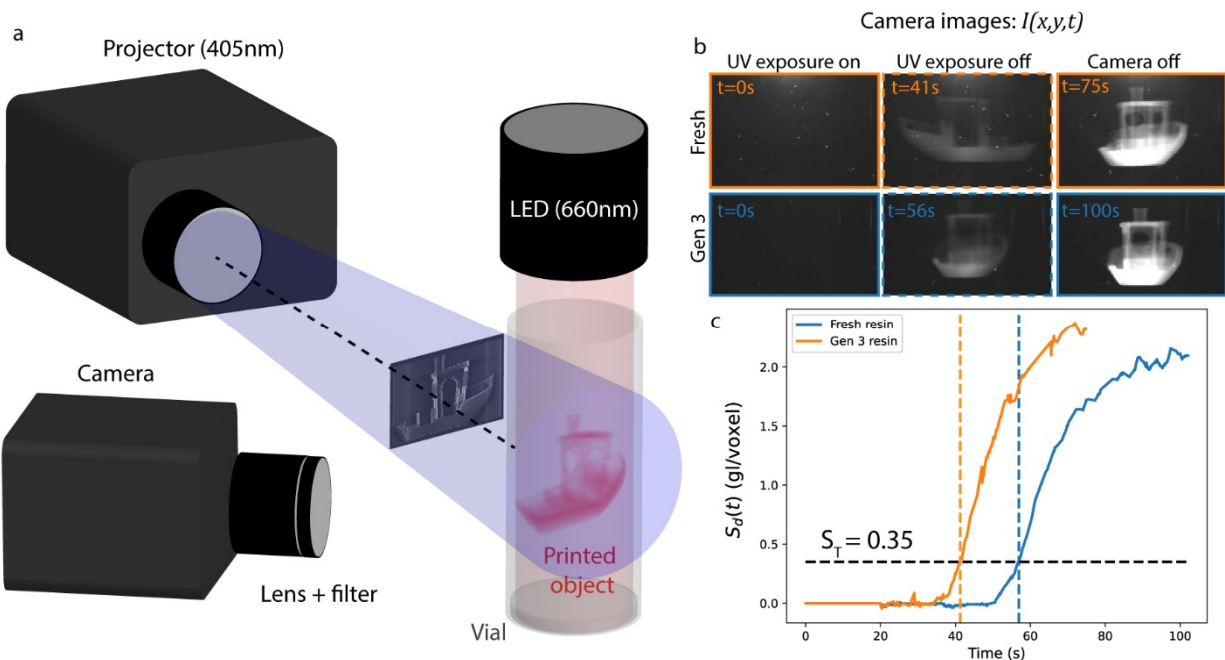 a
Projector (405nm)
LED (660nm)
Camera
Lens + filter
Printed
object
Vial
Camera images: I(x,y,t)
b
UV exposure on
UV exposure off
Camera off
Fresh
t=0s
t=41s
t=75s
Gen 3
t=0s
t=56s
t=100s
c
Fresh resin
Gen 3 resin
S_T = 0.35
S_d(t) (gl/voxel)
2.0
1.5
1.0
0.5
0.0
0
20
40
60
80
100
Time (s)